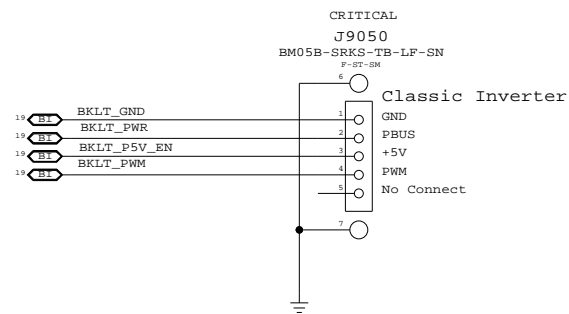 CRITICAL
J9050
BM05B-SRKS-TB-LF-SN
F-ST-SM
6
Classic Inverter
19 BI BKLT_GND 1 GND
19 BI BKLT_PWR 2 PBUS
19 BI BKLT_P5V_EN 3 +5V
19 BI BKLT_PWM 4 PWM
5 No Connect
7